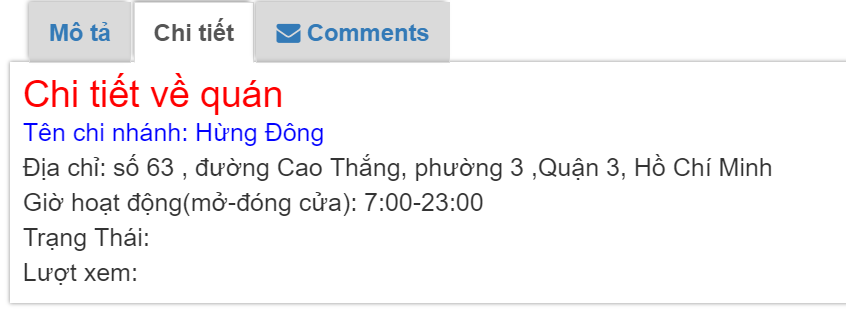 Mô tả
Chi tiết
Comments
Chi tiết về quán
Tên chi nhánh: Hừng Đông
Địa chỉ: số 63 , đường Cao Thắng, phường 3 ,Quận 3, Hồ Chí Minh
Giờ hoạt động(mở-đóng cửa): 7:00-23:00
Trạng Thái:
Lượt xem: